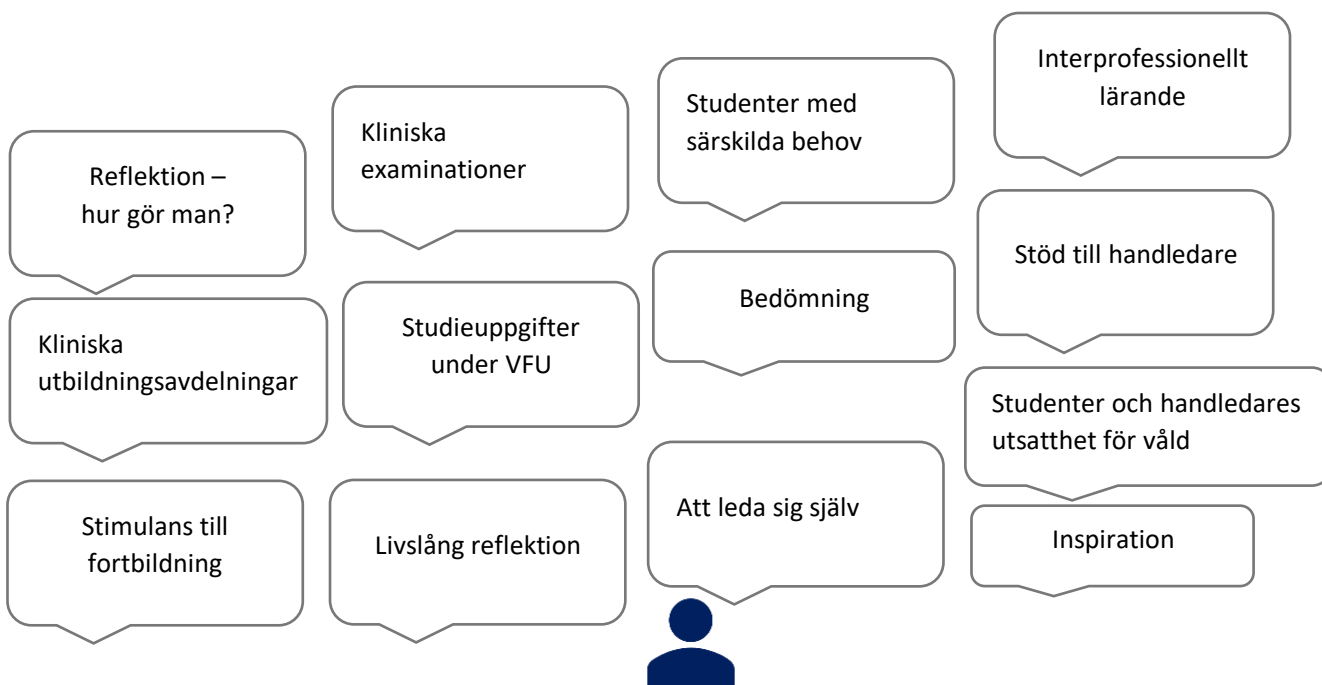 Reflektion –
hur gör man?
Kliniska
utbildningsavdelningar
Stimulans till
fortbildning
Kliniska
examinationer
Studieuppgifter
under VFU
Livslång reflektion
Studenter med
särskilda behov
Bedömning
Att leda sig själv
Interprofessionellt
lärande
Stöd till handledare
Studenter och handledares
utsatthet för våld
Inspiration